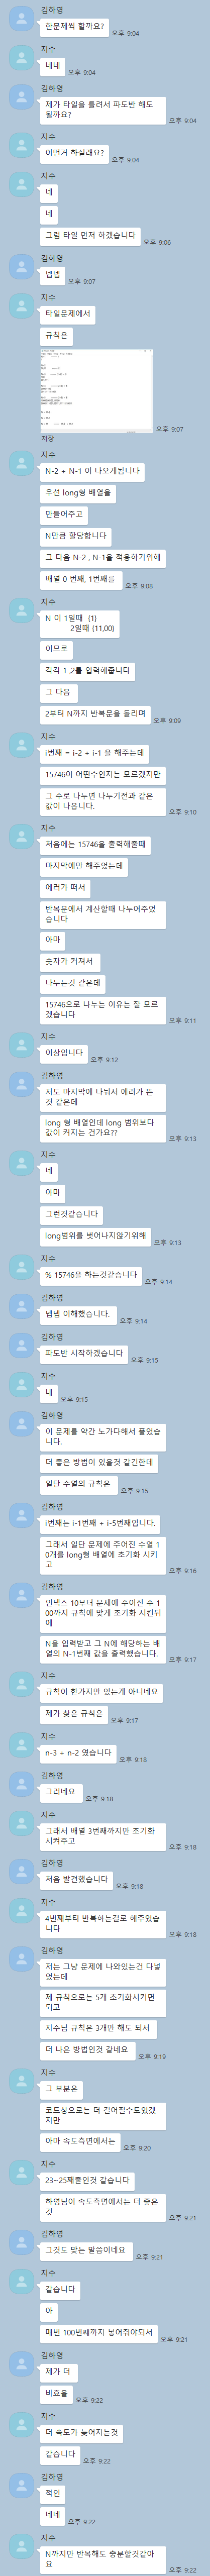 김하영
한문제씩 할까요?
오후 9:04
지수
네네
오후 9:04
김하영
제가 타일을 틀려서 파도반 해도
될까요?
오후 9:04
지수
어떤거 하실래요?
오후 9:04
지수
네
네
그럼 타일 먼저 하겠습니다
오후 9:06
김하영
넵넵
오후 9:07
지수
타일문제에서
규칙은
오후 9:07
저장
지수
N-2 + N-1 이 나오게됩니다
우선 long형 배열을
만들어주고
N만큼 할당합니다
그 다음 N-2 , N-1을 적용하기위해
배열 0 번째, 1번째를
오후 9:08
지수
N 이 1일때 (1)
2일때 (11,00)
이므로
각각 1 ,2를 입력해줍니다
그 다음
2부터 N까지 반복문을 돌리며
오후 9:09
지수
i번째 = i-2 + i-1 을 해주는데
15746이 어떤수인지는 모르겠지만
그 수로 나누면 나누기전과 같은
값이 나옵니다.
오후 9:10
지수
처음에는 15746을 출력해줄때
마지막에만 해주었는데
에러가 떠서
반복문에서 계산할때 나누어주었
습니다
아마
숫자가 커져서
나누는것 같은데
15746으로 나누는 이유는 잘 모르
겠습니다
오후 9:11
지수
이상입니다
오후 9:12
김하영
저도 마지막에 나눠서 에러가 뜬
것 같은데
long 형 배열인데 long 범위보다
값이 커지는 건가요??
오후 9:13
지수
네
아마
그런것같습니다
long범위를 벗어나지않기위해
오후 9:13
지수
% 15746을 하는것같습니다
오후 9:14
김하영
넵넵 이해했습니다.
오후 9:14
김하영
파도반 시작하겠습니다
오후 9:15
지수
네
오후 9:15
김하영
이 문제를 약간 노가다해서 풀었습
니다.
더 좋은 방법이 있을것 같긴한데
일단 수열의 규칙은
오후 9:15
김하영
i번째는 i-1번째 + i-5번째입니다.
그래서 일단 문제에 주어진 수열 1
0개를 long형 배열에 초기화 시키
고
오후 9:16
김하영
인덱스 10부터 문제에 주어진 수 1
00까지 규칙에 맞게 초기화 시킨뒤
에
N을 입력받고 그 N에 해당하는 배
열의 N-1번째 값을 출력했습니다.
오후 9:17
지수
규칙이 한가지만 있는게 아니네요
제가 찾은 규칙은
오후 9:17
지수
n-3 + n-2 였습니다
오후 9:18
김하영
그러네요
오후 9:18
지수
그래서 배열 3번째까지만 초기화
시켜주고
오후 9:18
김하영
처음 발견했습니다
오후 9:18
지수
4번째부터 반복하는걸로 해주었습
니다
오후 9:18
김하영
저는 그냥 문제에 나와있는건 다넣
었는데
제 규칙으로는 5개 초기화시키면
되고
지수님 규칙은 3개만 해도 되서
더 나은 방법인것 같네요
오후 9:19
지수
그 부분은
코드상으로는 더 길어질수도있겠
지만
아마 속도측면에서는
오후 9:20
지수
23~25째줄인것 같습니다
하영님이 속도측면에서는 더 좋은
것
오후 9:21
김하영
그것도 맞는 말씀이네요
오후 9:21
지수
같습니다
아
매번 100번째까지 넣어줘야되서
오후 9:21
김하영
제가 더
비효율
오후 9:22
지수
더 속도가 늦어지는것
같습니다
오후 9:22
김하영
적인
네네
오후 9:22
지수
N까지만 반복해도 충분할것같아
요
오후 9:22